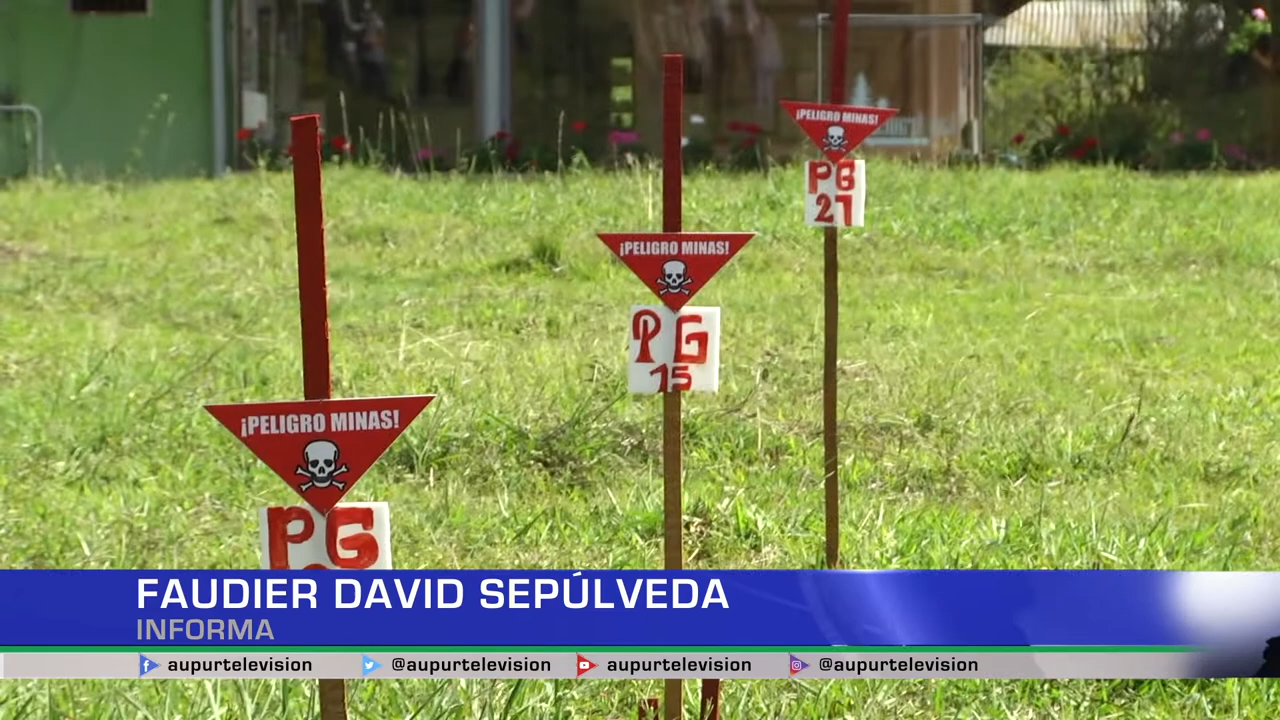 ¡PELIGRO MINAS!
PG
21
¡PELIGRO MINAS!
PG
15
¡PELIGRO MINAS!
PG
FAUDIER DAVID SEPÚLVEDA
INFORMA
aupurtelevision @aupurtelevision aupurtelevision @aupurtelevision